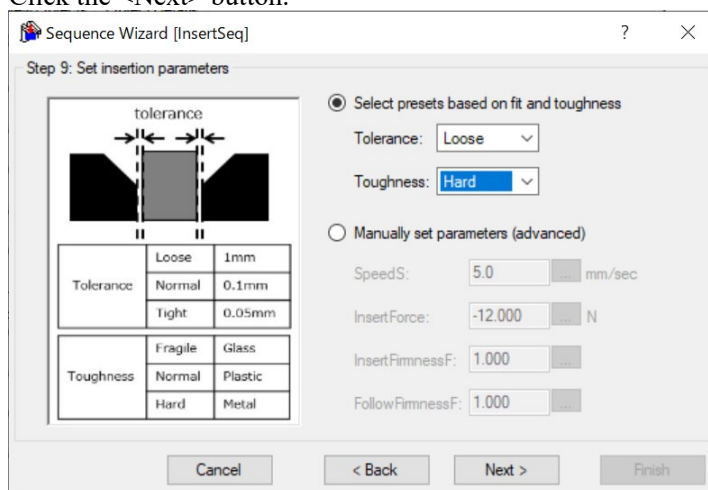 Click the <Next> button.
Sequence Wizard [InsertSeq] ?
Step 9: Set insertion parameters
tolerance
Loose 1mm
Tolerance Normal 0.1mm
Tight 0.05mm
Fragile Glass
Toughness Normal Plastic
Hard Metal
Select presets based on fit and toughness
Tolerance: Loose
Toughness: Hard
Manually set parameters (advanced)
SpeedS: 5.0 ... mm/sec
InsertForce: -12.000 ... N
InsertFirmnessF: 1.000 ...
FollowFirmnessF: 1.000 ...
Cancel < Back Next > Finish